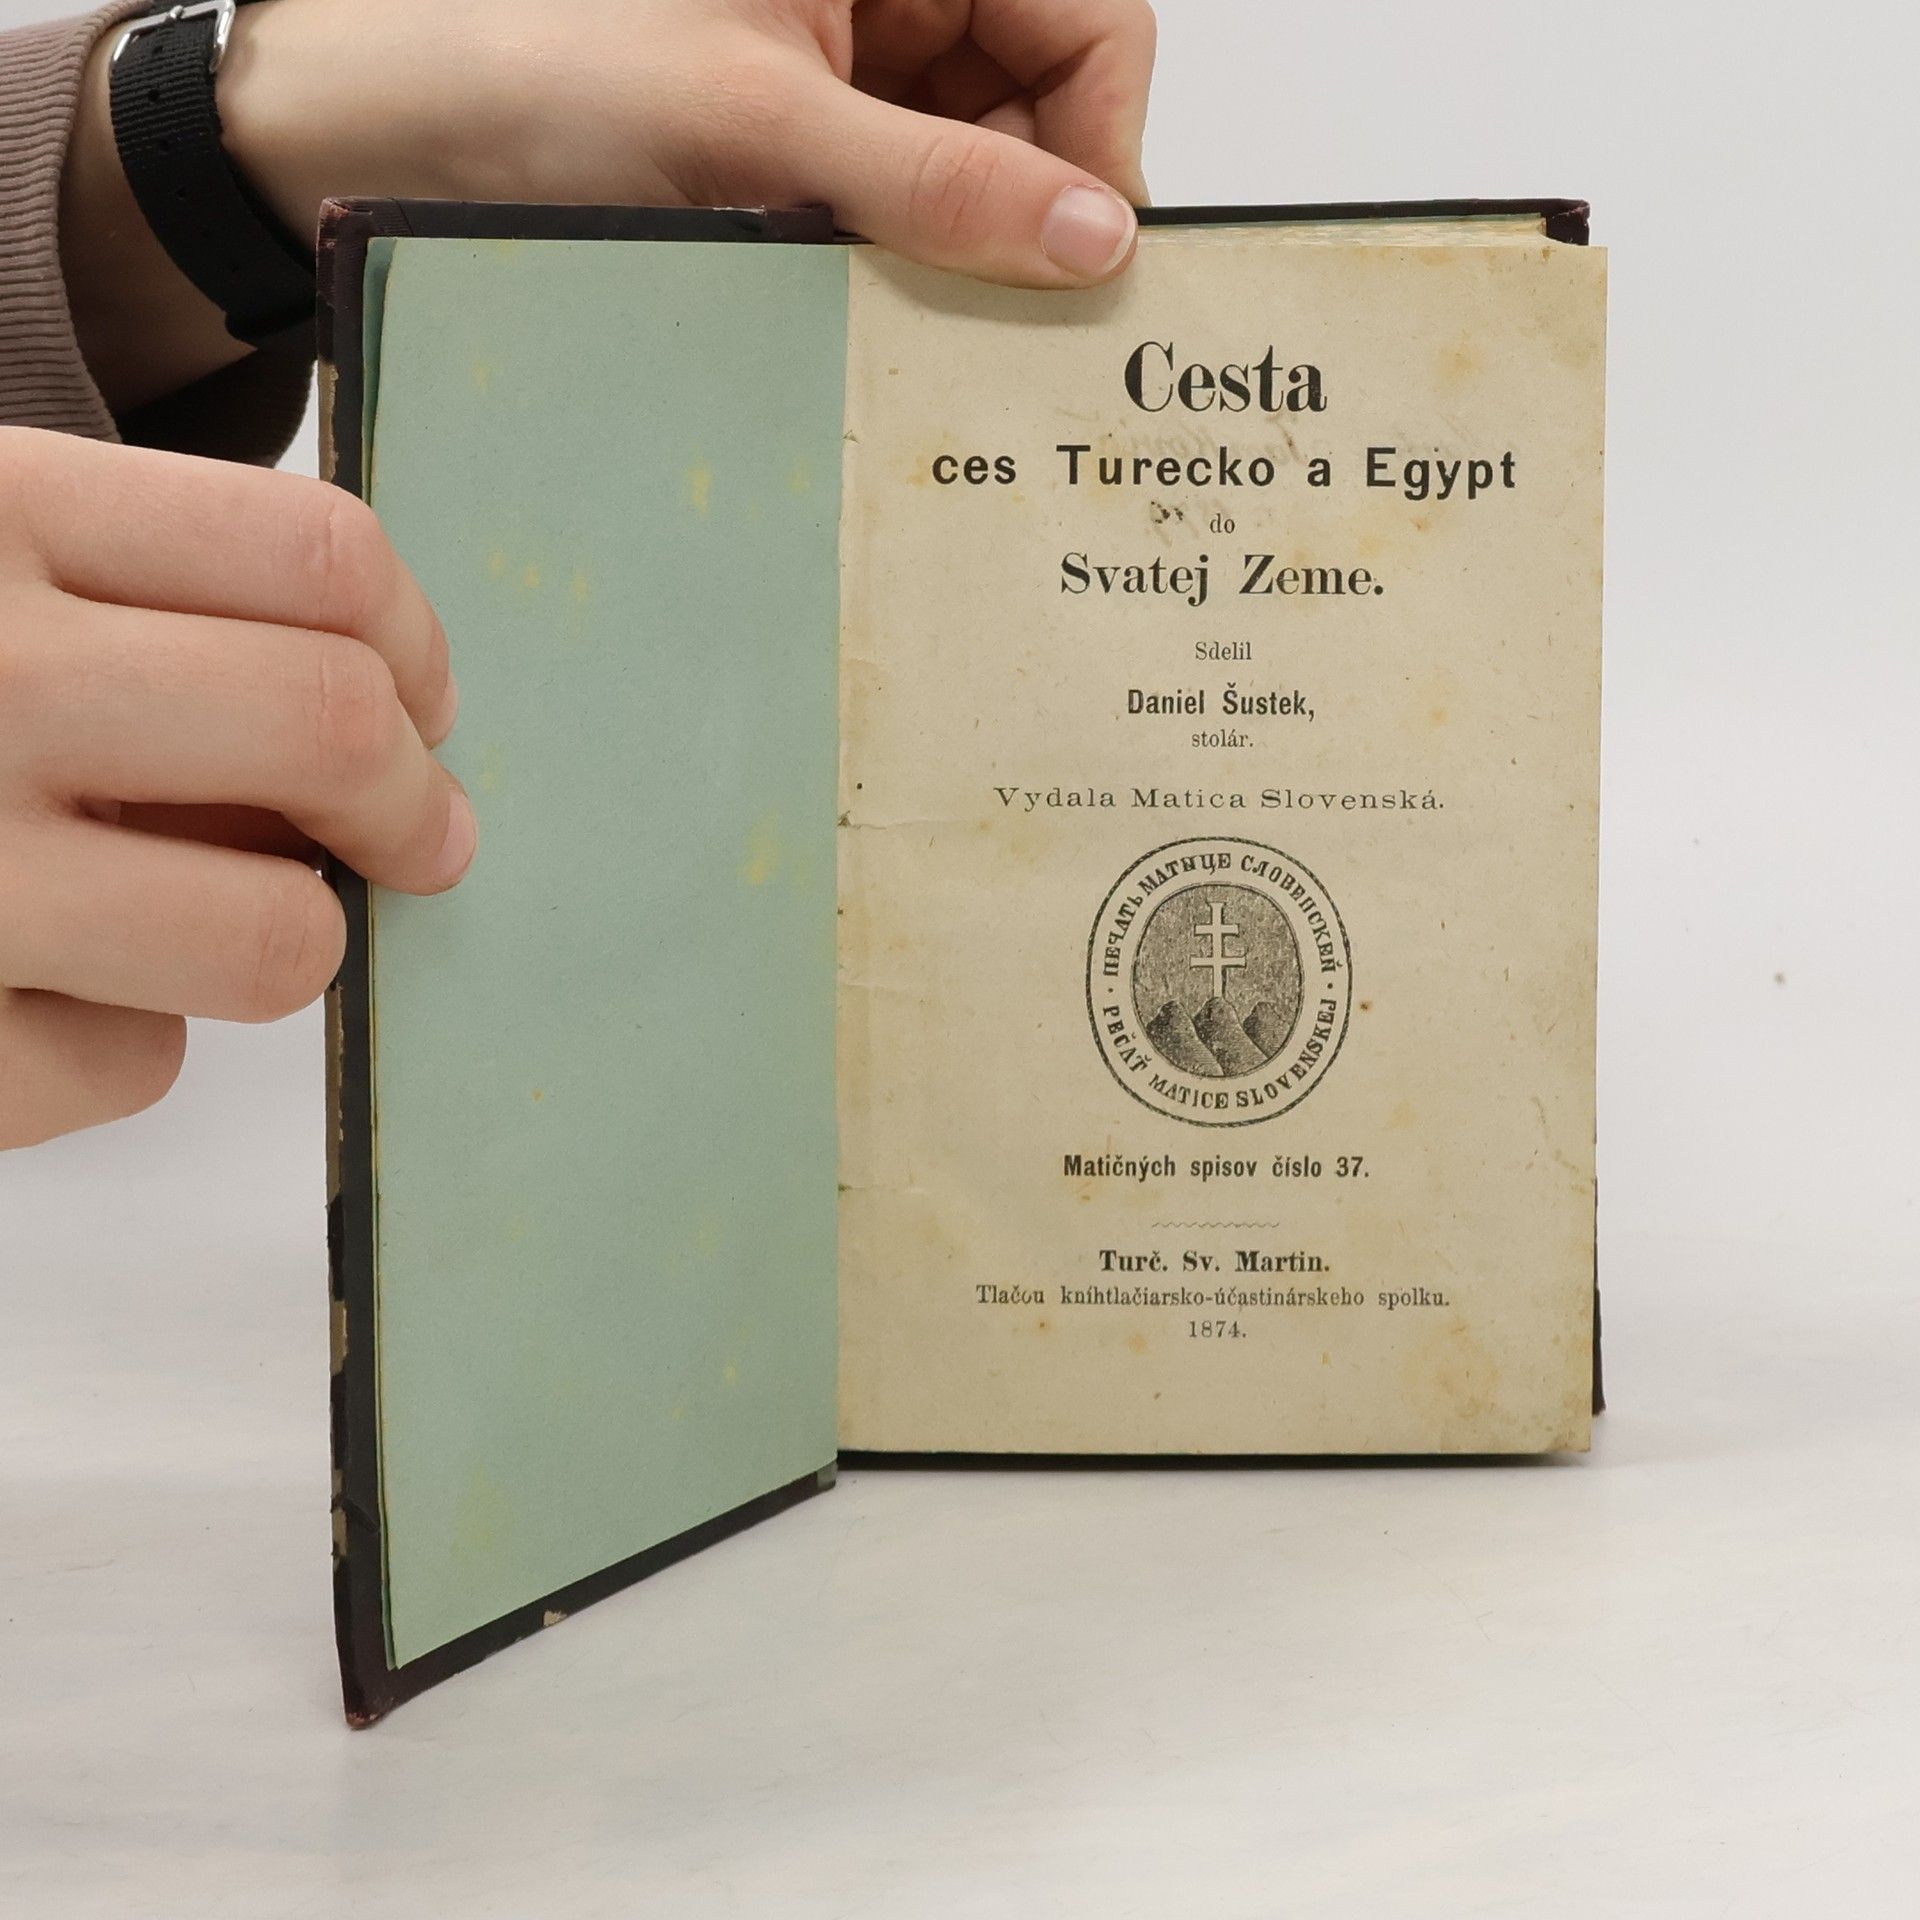 Cesta
ces Turecko a Egypt
do
Svatej Zeme.
Sdelil
Daniel Šustek,
stolár.
Vydala Matica Slovenská.
ПЕЧАТЬ МАТЫЦЕ СЛОВЕНСКЕЙ
PEČAŤ MATICE SLOVENSKEJ
Matičných spisov číslo 37.
Turč. Sv. Martin.
Tlačou kníhtlačiarsko-účastinárskeho spolku.
1874.